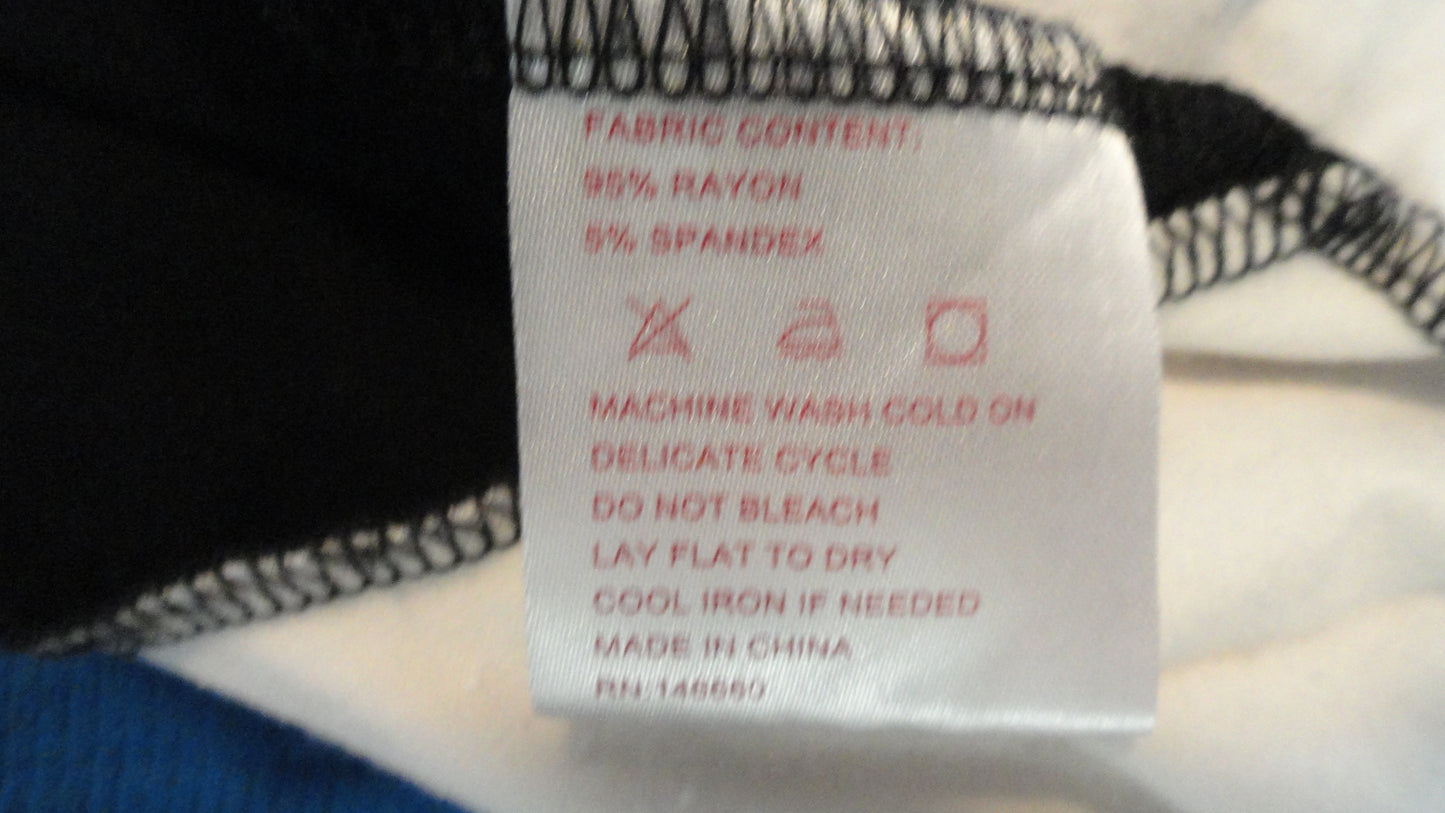 FABRIC CONTENT:
95% RAYON
5% SPANDEX
MACHINE WASH COLD ON
DELICATE CYCLE
DO NOT BLEACH
LAY FLAT TO DRY
COOL IRON IF NEEDED
MADE IN CHINA
RN: